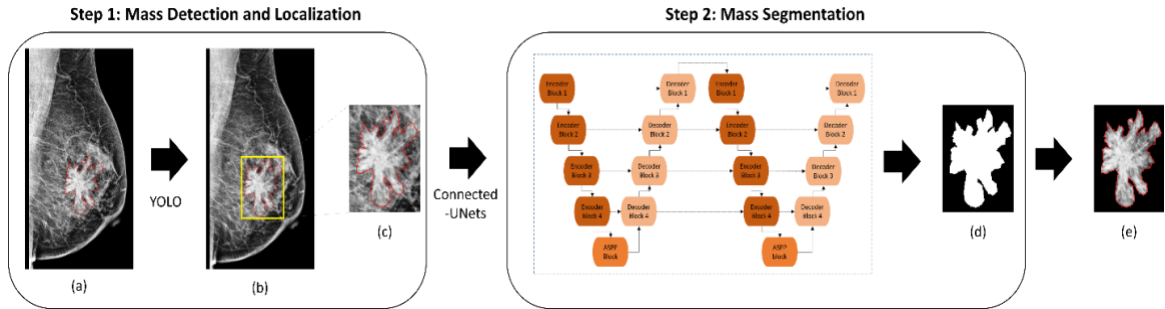 Step 1: Mass Detection and Localization
Step 2: Mass Segmentation
YOLO
Connected
-UNets
(a)
(b)
(c)
Encoder
Block 1
Encoder
Block 2
Encoder
Block 3
Encoder
Block 4
ASPP
Block
Decoder
Block 4
Decoder
Block 3
Decoder
Block 2
Decoder
Block 1
Encoder
Block 1
Encoder
Block 2
Encoder
Block 3
Encoder
Block 4
ASPP
Block
Decoder
Block 4
Decoder
Block 3
Decoder
Block 2
Decoder
Block 1
(d)
(e)